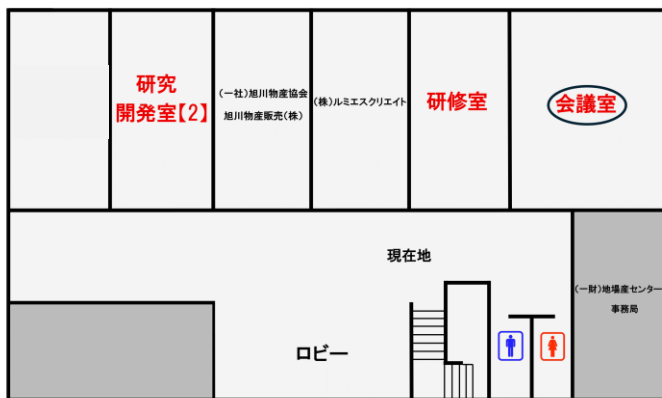 研究
開発室【2】
(一社)旭川物産協会
旭川物産販売(株)
(株)ルミエスクリエイト
研修室
会議室
現在地
(一財)地場産センター
事務局
ロビー